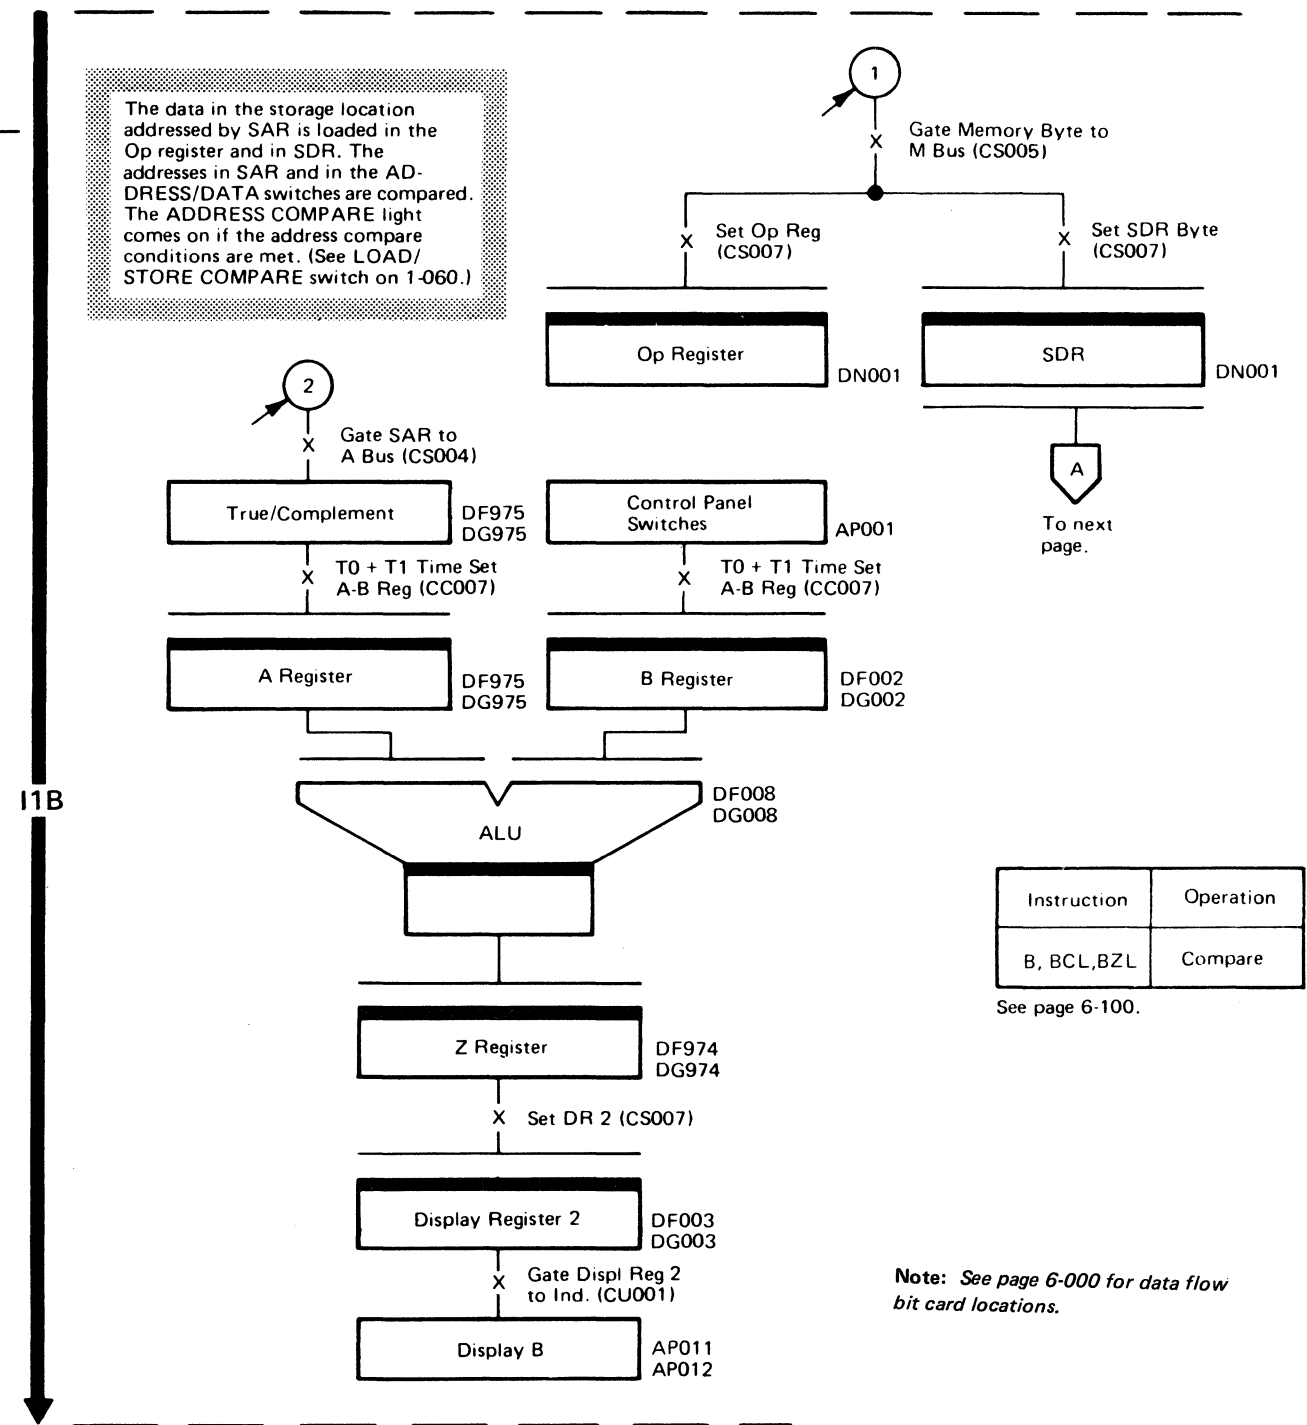 The data in the storage location
addressed by SAR is loaded in the
Op register and in SDR. The
addresses in SAR and in the AD-
DRESS/DATA switches are compared.
The ADDRESS COMPARE light
comes on if the address compare
conditions are met. (See LOAD/
STORE COMPARE switch on 1-060.)
1
Gate Memory Byte to
M Bus (CS005)
Set Op Reg
(CS007)
Set SDR Byte
(CS007)
Op Register
DN001
SDR
DN001
A
To next
page.
2
Gate SAR to
A Bus (CS004)
True/Complement
DF975
DG975
Control Panel
Switches
AP001
T0 + T1 Time Set
A-B Reg (CC007)
T0 + T1 Time Set
A-B Reg (CC007)
A Register
DF975
DG975
B Register
DF002
DG002
I1B
ALU
DF008
DG008
Instruction
Operation
B, BCL,BZL
Compare
See page 6-100.
Z Register
DF974
DG974
Set DR 2 (CS007)
Display Register 2
DF003
DG003
Gate Displ Reg 2
to Ind. (CU001)
Display B
AP011
AP012
Note: See page 6-000 for data flow
bit card locations.